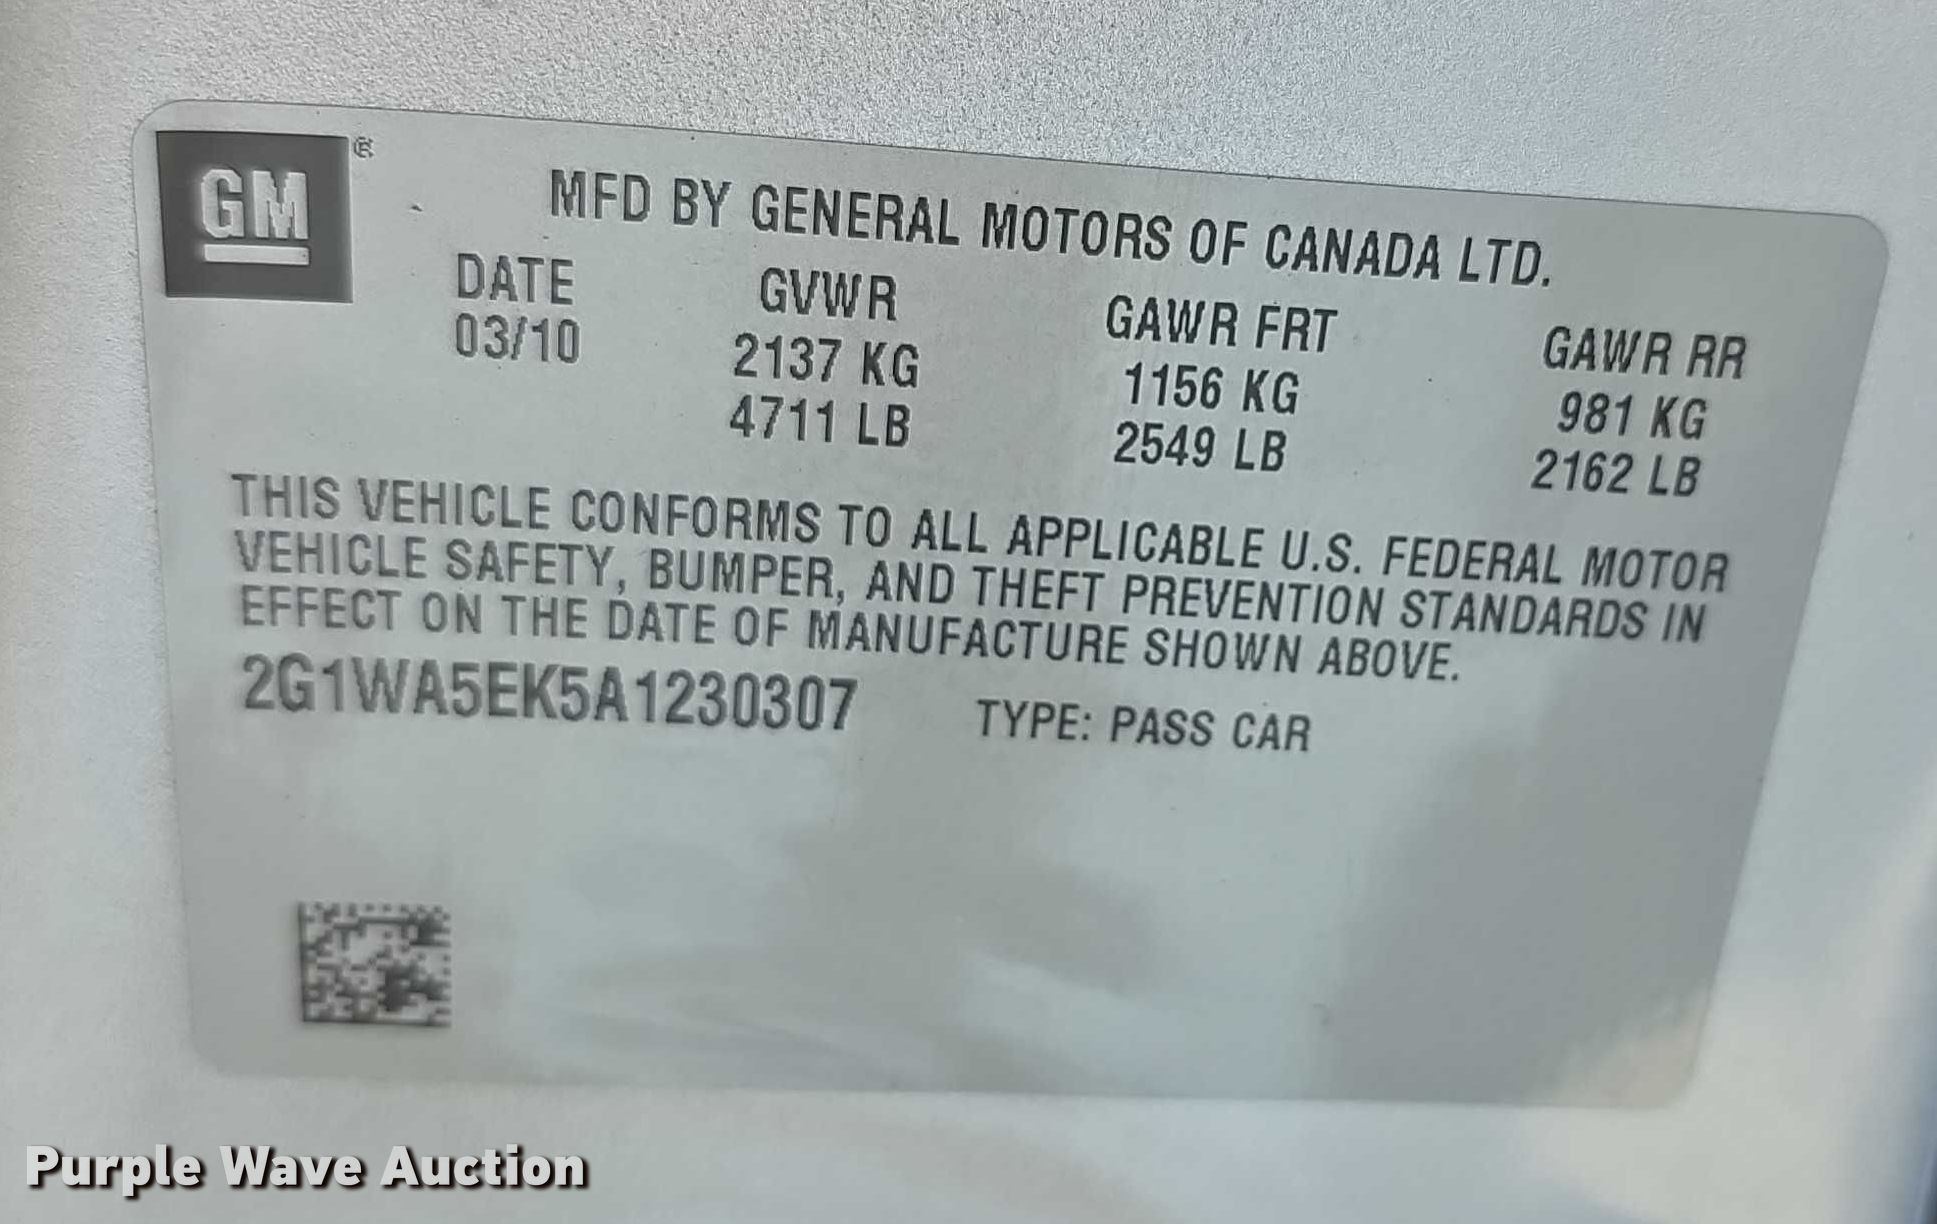 GM®
MFD BY GENERAL MOTORS OF CANADA LTD.
DATE GVWR GAWR FRT GAWR RR
03/10 2137 KG 1156 KG 981 KG
4711 LB 2549 LB 2162 LB
THIS VEHICLE CONFORMS TO ALL APPLICABLE U.S. FEDERAL MOTOR
VEHICLE SAFETY, BUMPER, AND THEFT PREVENTION STANDARDS IN
EFFECT ON THE DATE OF MANUFACTURE SHOWN ABOVE.
2G1WA5EK5A1230307 TYPE: PASS CAR
Purple Wave Auction